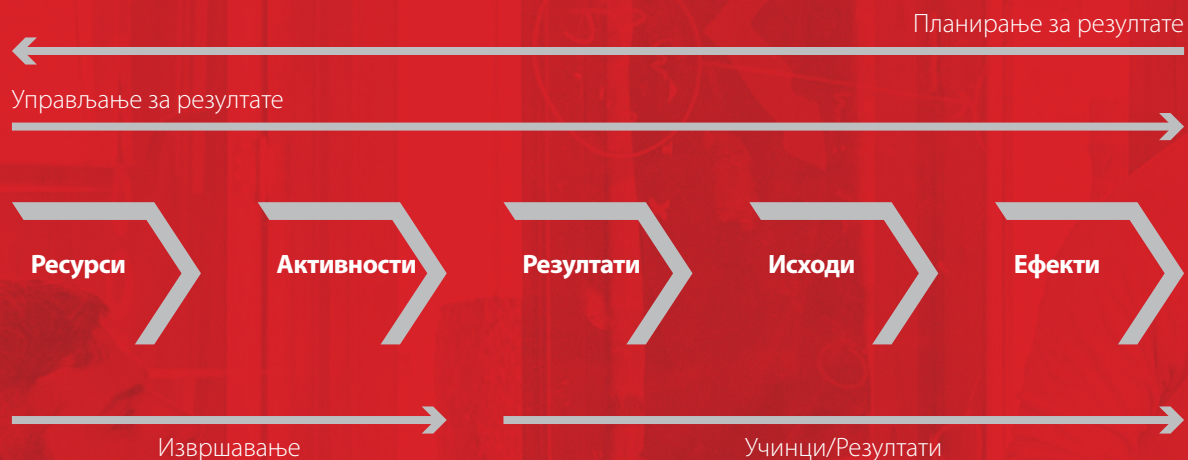 Планирање за резултате
Управљање за резултате
Ресурси
Активности
Резултати
Исходи
Ефекти
Извршавање
Учинци/Резултати